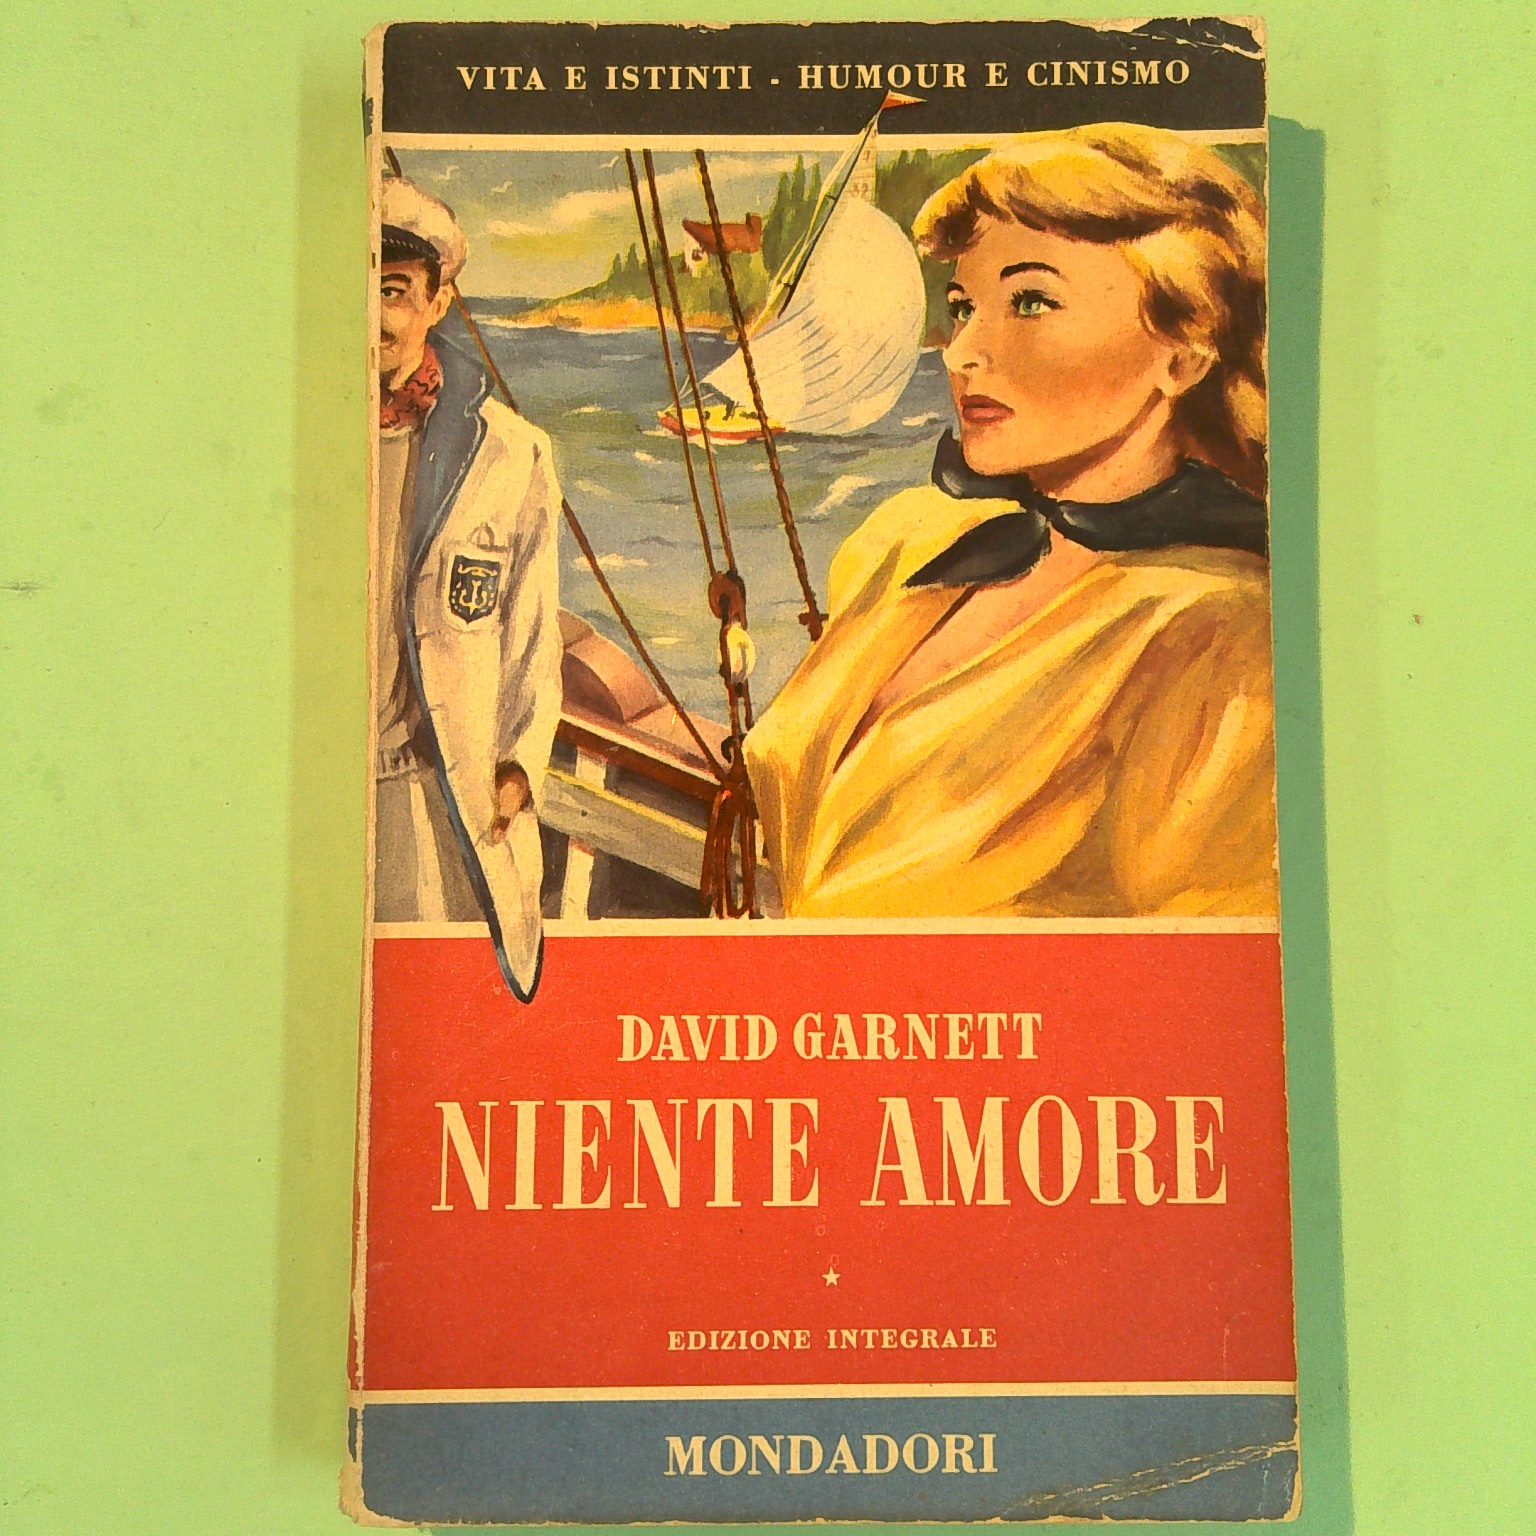 VITA E ISTINTI - HUMOUR E CINISMO
DAVID GARNETT
NIENTE AMORE
EDIZIONE INTEGRALE
MONDADORI